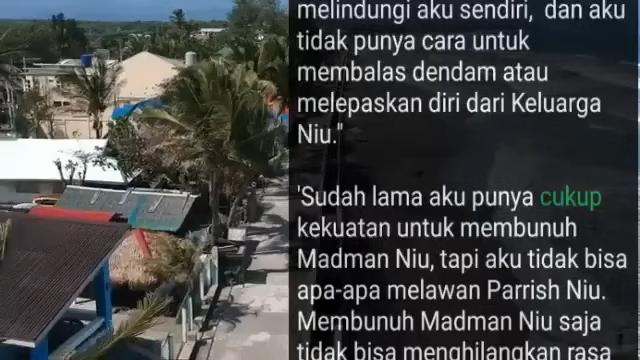 melindungi aku sendiri, dan aku
tidak punya cara untuk
membalas dendam atau
melepaskan diri dari Keluarga
Niu."
'Sudah lama aku punya cukup
kekuatan untuk membunuh
Madman Niu, tapi aku tidak bisa
apa-apa melawan Parrish Niu.
Membunuh Madman Niu saja
tidak bisa menghilangkan rasa